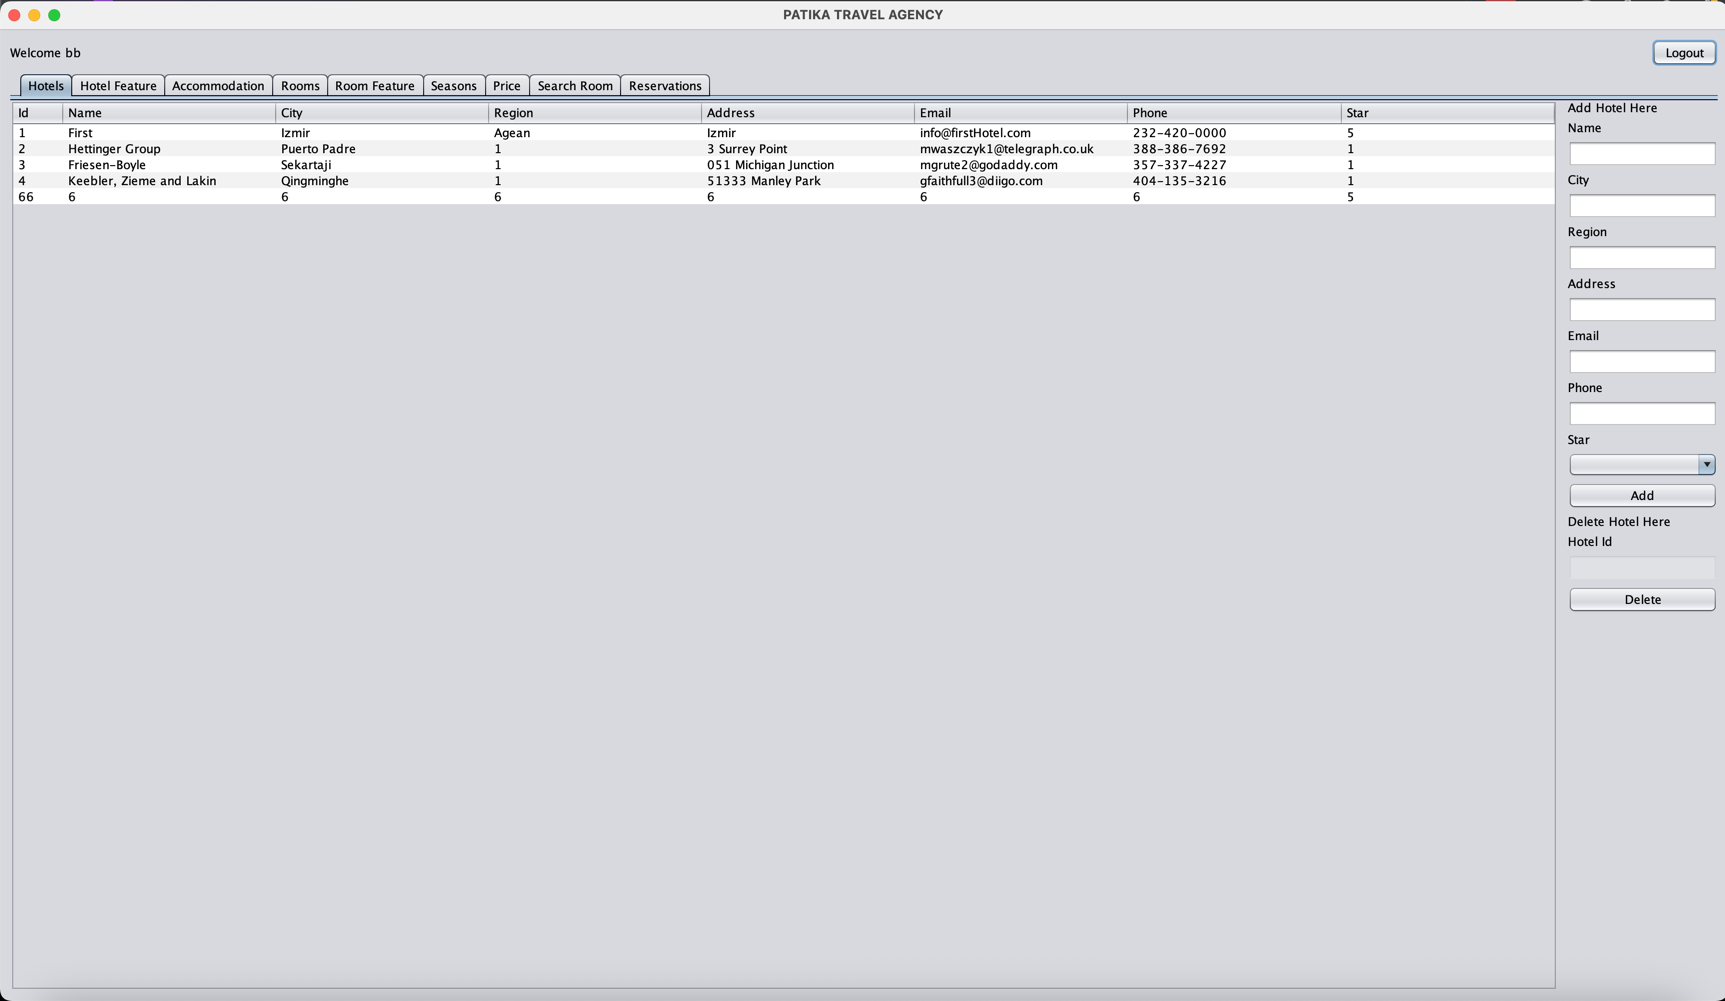 PATIKA TRAVEL AGENCY
Welcome bb
Logout
Hotels Hotel Feature Accommodation Rooms Room Feature Seasons Price Search Room Reservations
Id Name City Region Address Email Phone Star
1 First Izmir Agean Izmir info@firstHotel.com 232-420-0000 5
2 Hettinger Group Puerto Padre 1 3 Surrey Point mwaszczyk1@telegraph.co.uk 388-386-7692 1
3 Friesen-Boyle Sekartaji 1 051 Michigan Junction mgrute2@godaddy.com 357-337-4227 1
4 Keebler, Zieme and Lakin Qingminghe 1 51333 Manley Park gfaithfull3@diigo.com 404-135-3216 1
66 6 6 6 6 6 6 5
Add Hotel Here
Name
City
Region
Address
Email
Phone
Star
Add
Delete Hotel Here
Hotel Id
Delete